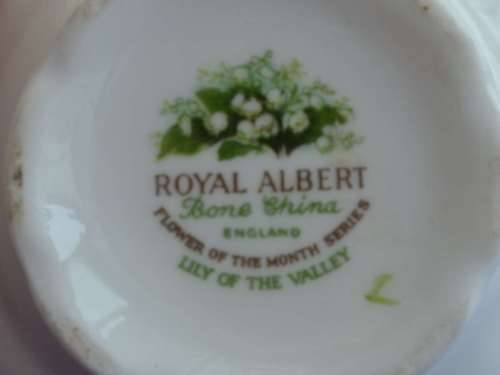 ROYAL ALBERT
Bone China
ENGLAND
FLOWER OF THE MONTH SERIES
LILY OF THE VALLEY